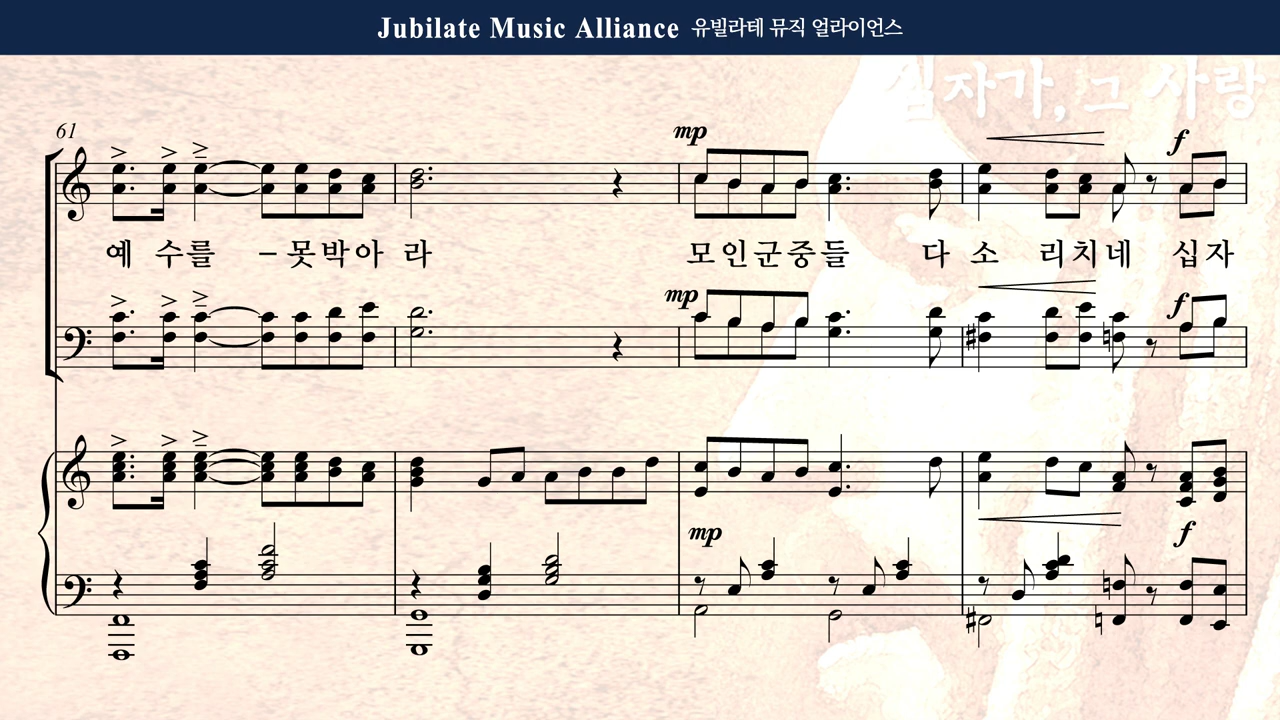 Jubilate Music Alliance 유빌라테 뮤직 얼라이언스
십자가, 그 사랑
61
mp
f
예 수를 – 못박아 라 모인군중들 다 소 리치네 십자
mp
f
mp
f